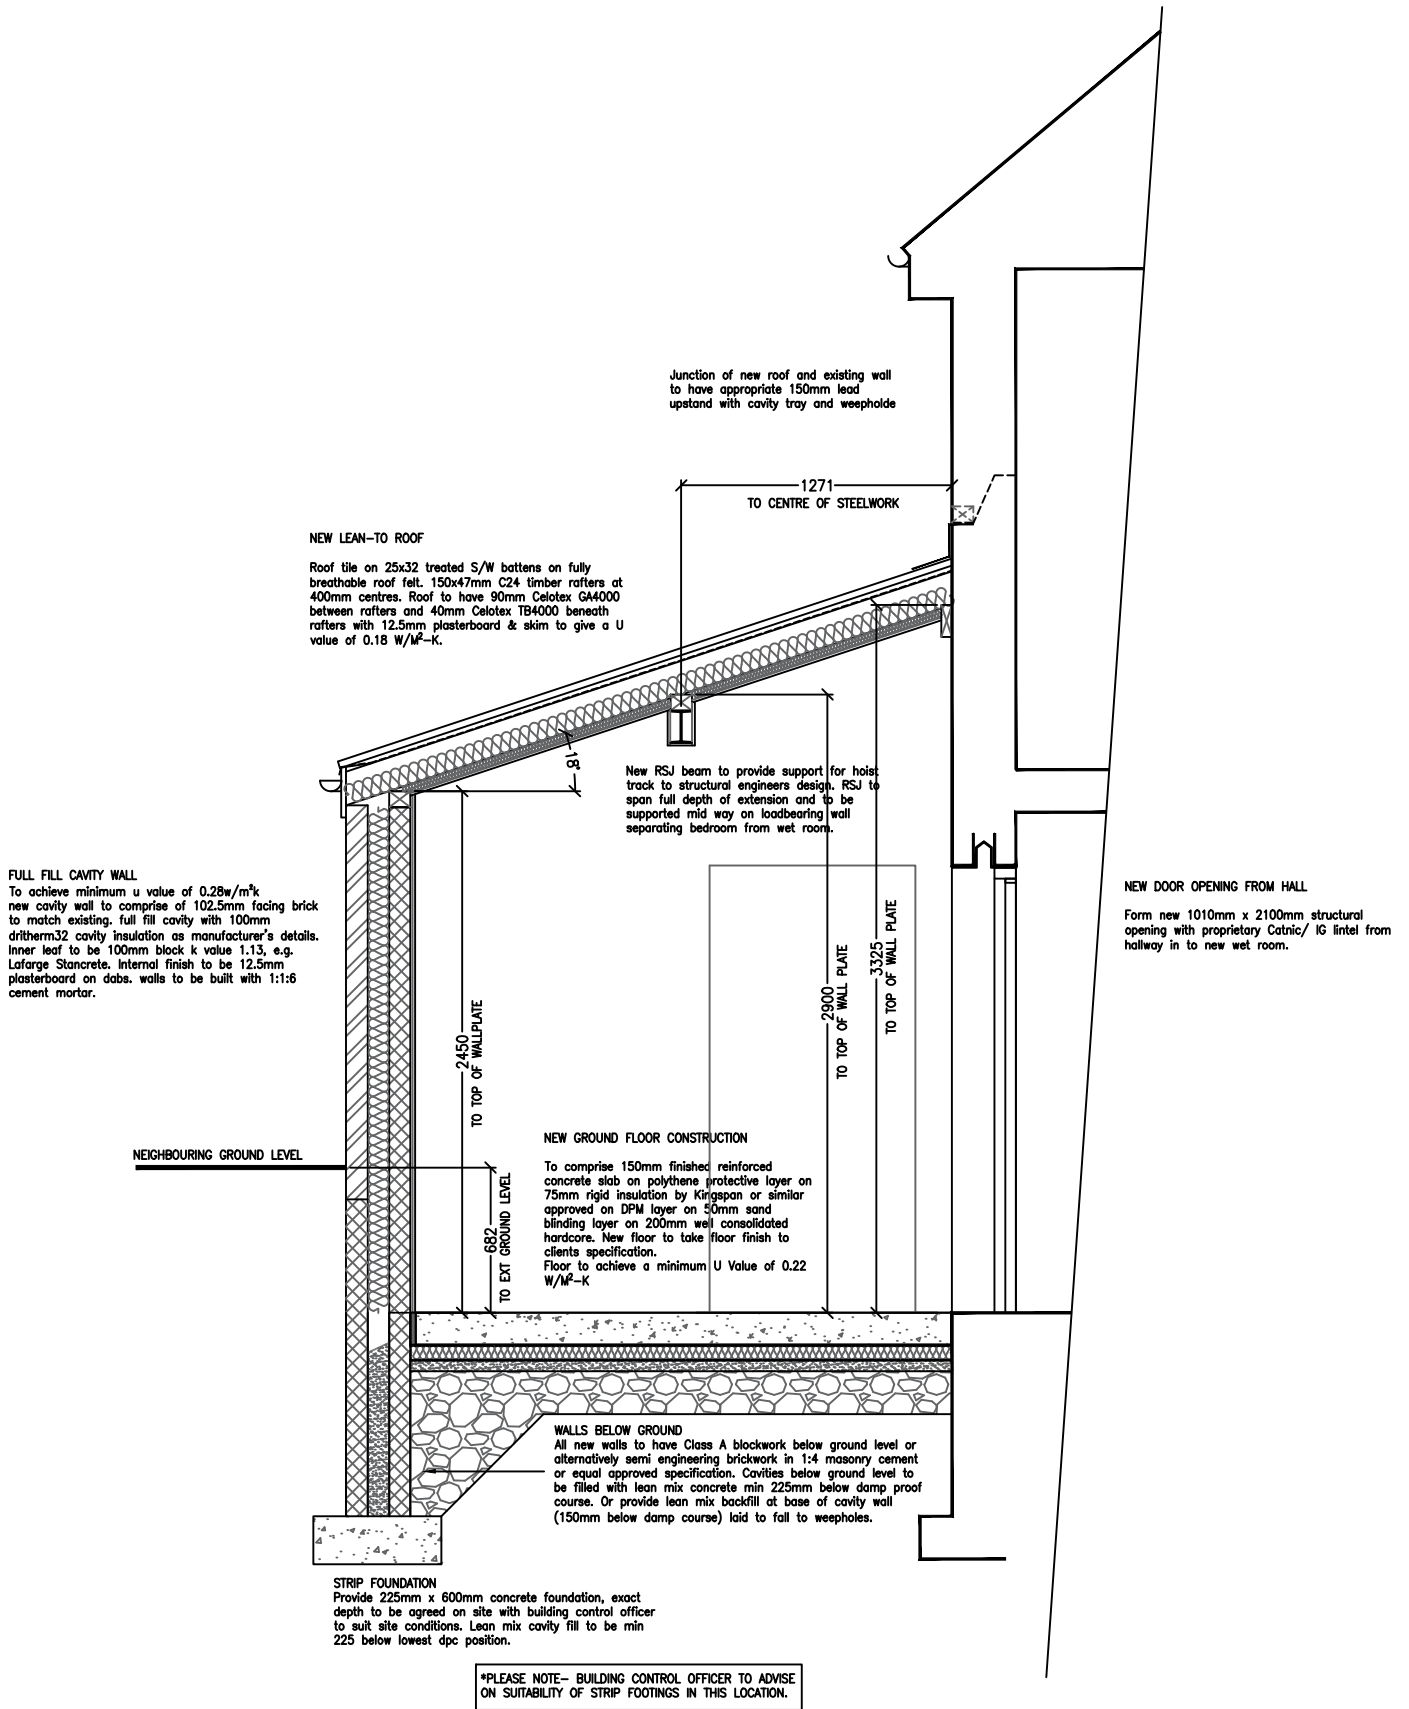 Junction of new roof and existing wall
to have appropriate 150mm lead
upstand with cavity tray and weepholde
1271
TO CENTRE OF STEELWORK
NEW LEAN-TO ROOF
Roof tile on 25x32 treated S/W battens on fully
breathable roof felt. 150x47mm C24 timber rafters at
400mm centres. Roof to have 90mm Celotex GA4000
between rafters and 40mm Celotex TB4000 beneath
rafters with 12.5mm plasterboard & skim to give a U
value of 0.18 W/M²-K.
18°
New RSJ beam to provide support for hoist
track to structural engineers design. RSJ to
span full depth of extension and to be
supported mid way on loadbearing wall
separating bedroom from wet room.
FULL FILL CAVITY WALL
To achieve minimum u value of 0.28w/m²k
new cavity wall to comprise of 102.5mm facing brick
to match existing. full fill cavity with 100mm
dritherm32 cavity insulation as manufacturer's details.
Inner leaf to be 100mm block k value 1.13, e.g.
Lafarge Stancrete. Internal finish to be 12.5mm
plasterboard on dabs. walls to be built with 1:1:6
cement mortar.
NEW DOOR OPENING FROM HALL
Form new 1010mm x 2100mm structural
opening with proprietary Catnic/ IG lintel from
hallway in to new wet room.
2450
TO TOP OF WALLPLATE
2900
TO TOP OF WALL PLATE
3325
TO TOP OF WALL PLATE
NEIGHBOURING GROUND LEVEL
682
TO EXT GROUND LEVEL
NEW GROUND FLOOR CONSTRUCTION
To comprise 150mm finished reinforced
concrete slab on polythene protective layer on
75mm rigid insulation by Kingspan or similar
approved on DPM layer on 50mm sand
blinding layer on 200mm well consolidated
hardcore. New floor to take floor finish to
clients specification.
Floor to achieve a minimum U Value of 0.22
W/M²-K
WALLS BELOW GROUND
All new walls to have Class A blockwork below ground level or
alternatively semi engineering brickwork in 1:4 masonry cement
or equal approved specification. Cavities below ground level to
be filled with lean mix concrete min 225mm below damp proof
course. Or provide lean mix backfill at base of cavity wall
(150mm below damp course) laid to fall to weepholes.
STRIP FOUNDATION
Provide 225mm x 600mm concrete foundation, exact
depth to be agreed on site with building control officer
to suit site conditions. Lean mix cavity fill to be min
225 below lowest dpc position.
*PLEASE NOTE- BUILDING CONTROL OFFICER TO ADVISE
ON SUITABILITY OF STRIP FOOTINGS IN THIS LOCATION.